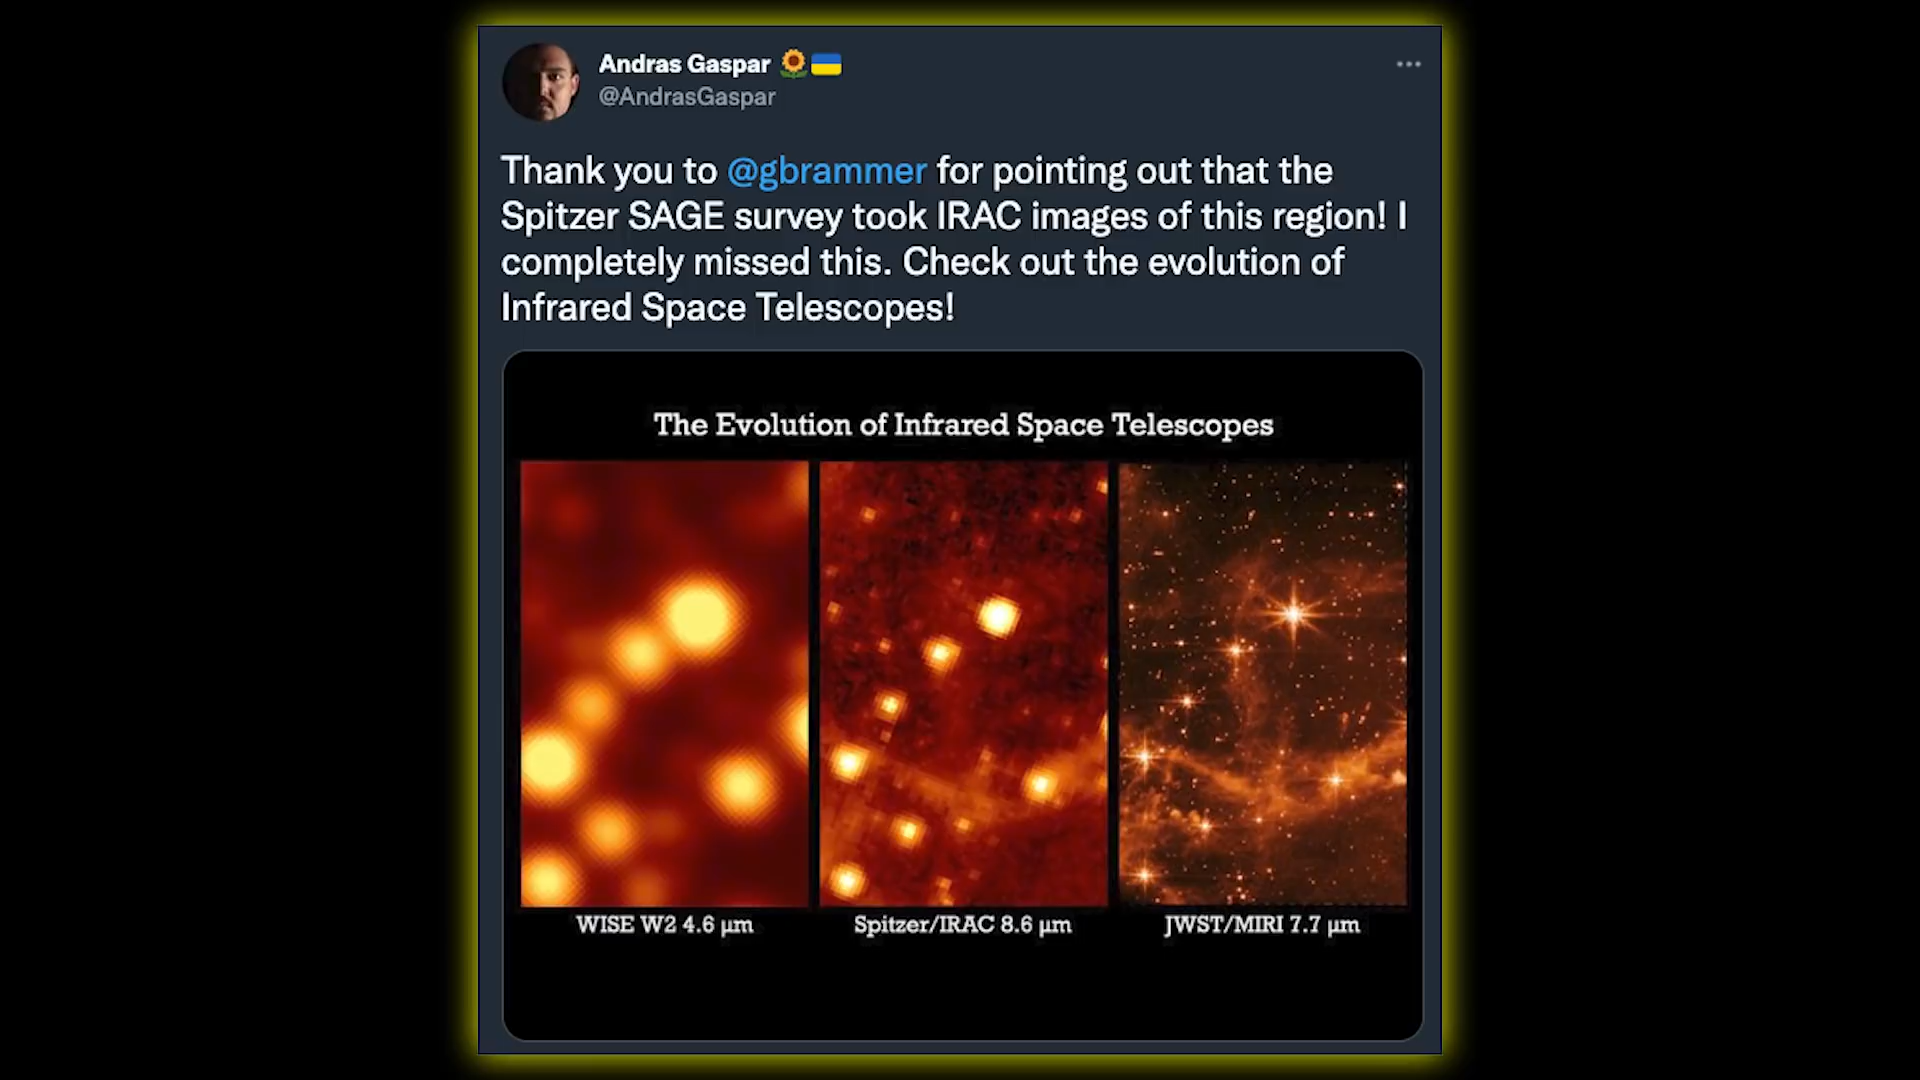 Andras Gaspar 🌻🇺🇦
@AndrasGaspar
Thank you to @gbrammer for pointing out that the
Spitzer SAGE survey took IRAC images of this region! I
completely missed this. Check out the evolution of
Infrared Space Telescopes!
The Evolution of Infrared Space Telescopes
WISE W2 4.6 µm
Spitzer/IRAC 8.6 µm
JWST/MIRI 7.7 µm